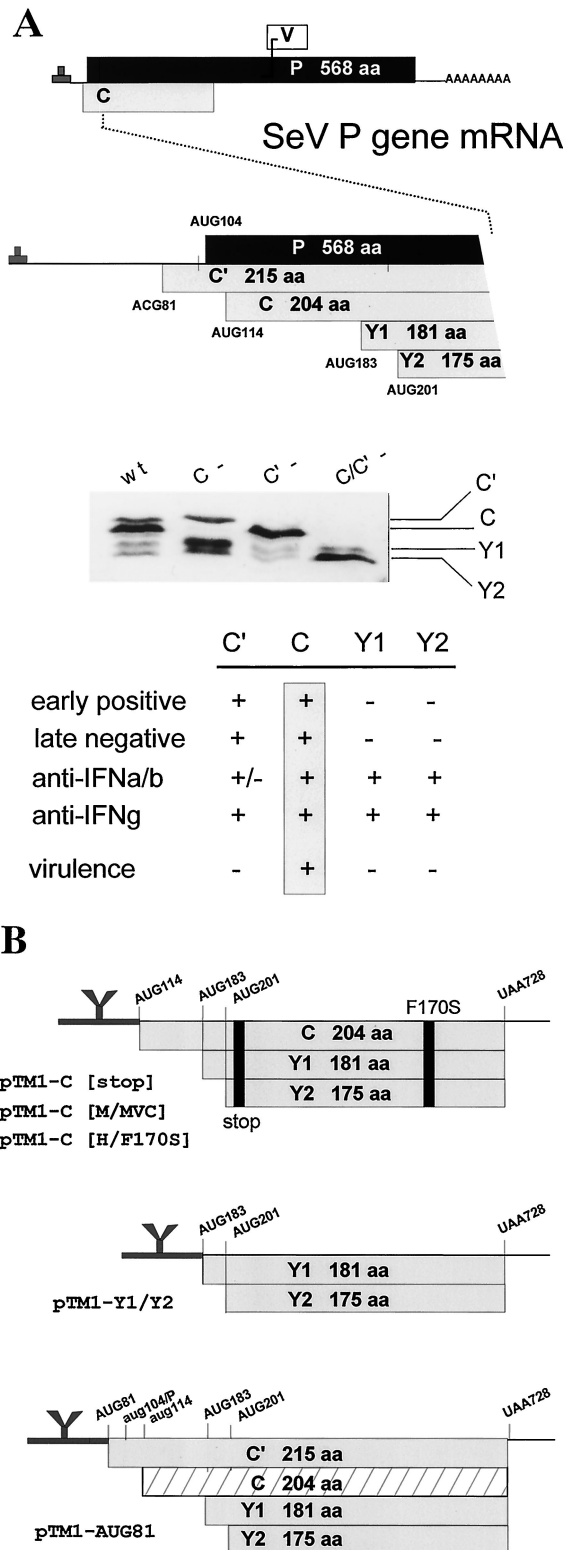 A
V
P 568 aa
AAAAAAAA
C
SeV P gene mRNA
AUG104
P 568 aa
C' 215 aa
ACG81
C 204 aa
AUG114
Y1 181 aa
AUG183
Y2 175 aa
AUG201
wt C - C' - C/C' -
C'
C
Y1
Y2
C' C Y1 Y2
early positive + + - -
late negative + + - -
anti-IFNa/b +/- + + +
anti-IFNg + + + +
virulence - + - -
B
AUG114 AUG183 AUG201 UAA728
F170S
C 204 aa
Y1 181 aa
pTM1-C [stop]
Y2 175 aa
pTM1-C [M/MVC]
stop
pTM1-C [H/F170S]
AUG183 AUG201 UAA728
Y1 181 aa
Y2 175 aa
pTM1-Y1/Y2
AUG81 aug104/P aug114 AUG183 AUG201 UAA728
C' 215 aa
C 204 aa
Y1 181 aa
pTM1-AUG81
Y2 175 aa